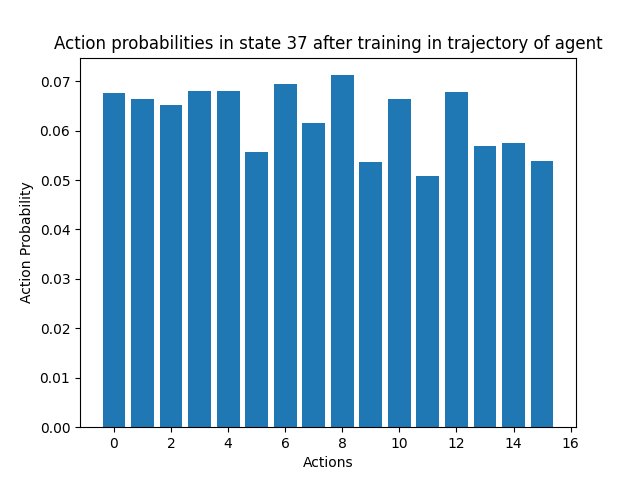 Action probabilities in state 37 after training in trajectory of agent
0.07
0.06
0.05
0.04
0.03
0.02
0.01
0.00
Action Probability
0 2 4 6 8 10 12 14 16
Actions